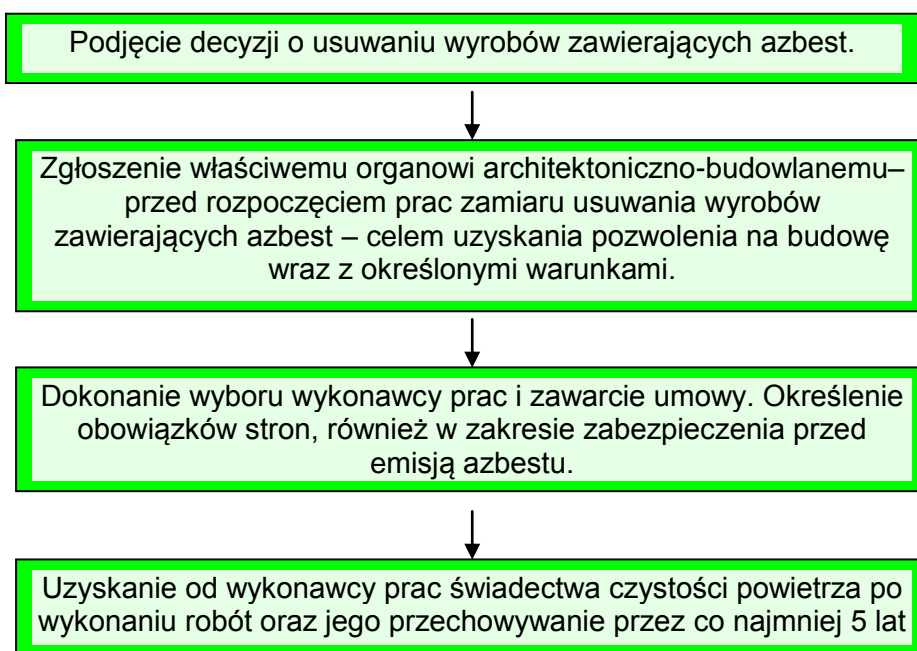 Podjęcie decyzji o usuwaniu wyrobów zawierających azbest.
Zgłoszenie właściwemu organowi architektoniczno-budowlanemu–
przed rozpoczęciem prac zamiaru usuwania wyrobów
zawierających azbest – celem uzyskania pozwolenia na budowę
wraz z określonymi warunkami.
Dokonanie wyboru wykonawcy prac i zawarcie umowy. Określenie
obowiązków stron, również w zakresie zabezpieczenia przed
emisją azbestu.
Uzyskanie od wykonawcy prac świadectwa czystości powietrza po
wykonaniu robót oraz jego przechowywanie przez co najmniej 5 lat